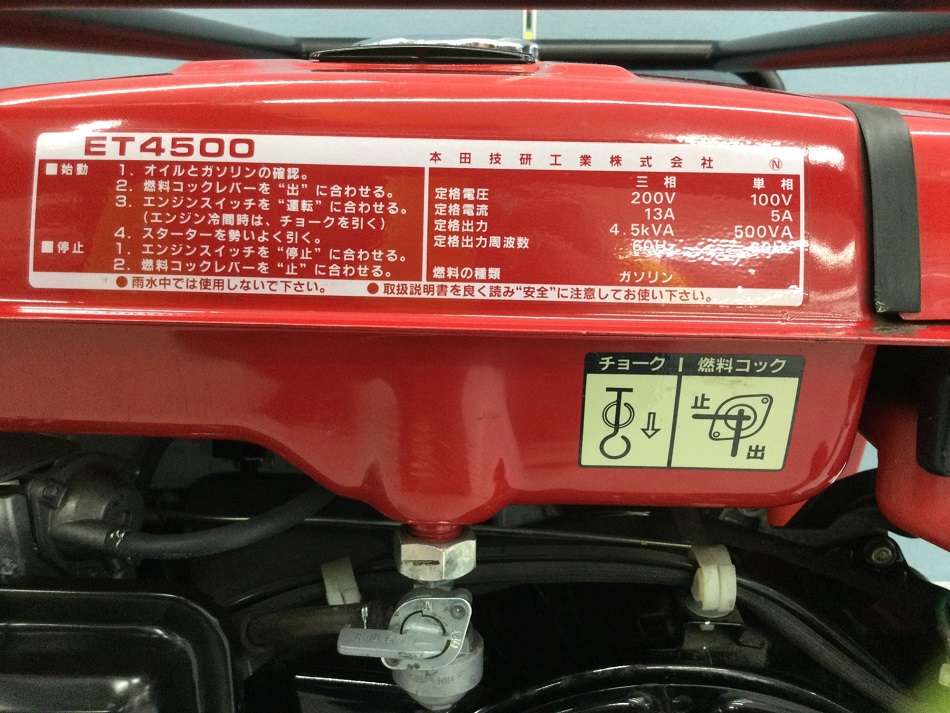 ET4500
本田技研工業株式会社 Ⓝ
■始動 1. オイルとガソリンの確認。
2. 燃料コックレバーを“出”に合わせる。
3. エンジンスイッチを“運転”に合わせる。
(エンジン冷間時は、チョークを引く)
4. スターターを勢いよく引く。
■停止 1. エンジンスイッチを“停止”に合わせる。
2. 燃料コックレバーを“止”に合わせる。
三相 単相
定格電圧 200V 100V
定格電流 13A 5A
定格出力 4.5kVA 500VA
定格出力周波数 60Hz 60Hz
燃料の種類 ガソリン
●雨水中では使用しないで下さい。 ●取扱説明書を良く読み“安全”に注意してお使い下さい。
チョーク 燃料コック
止
出